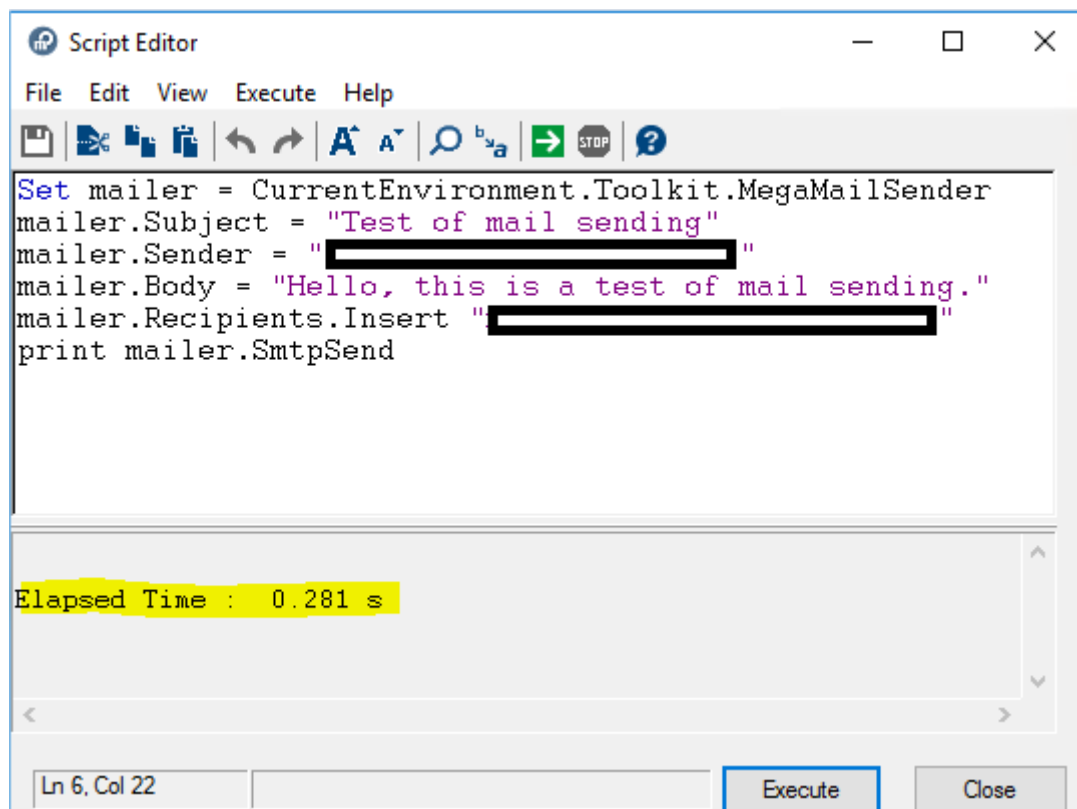 Script Editor
File Edit View Execute Help
STOP
Set mailer = CurrentEnvironment.Toolkit.MegaMailSender
mailer.Subject = "Test of mail sending"
mailer.Sender = " "
mailer.Body = "Hello, this is a test of mail sending."
mailer.Recipients.Insert " "
print mailer.SmtpSend
Elapsed Time : 0.281 s
Ln 6, Col 22
Execute Close